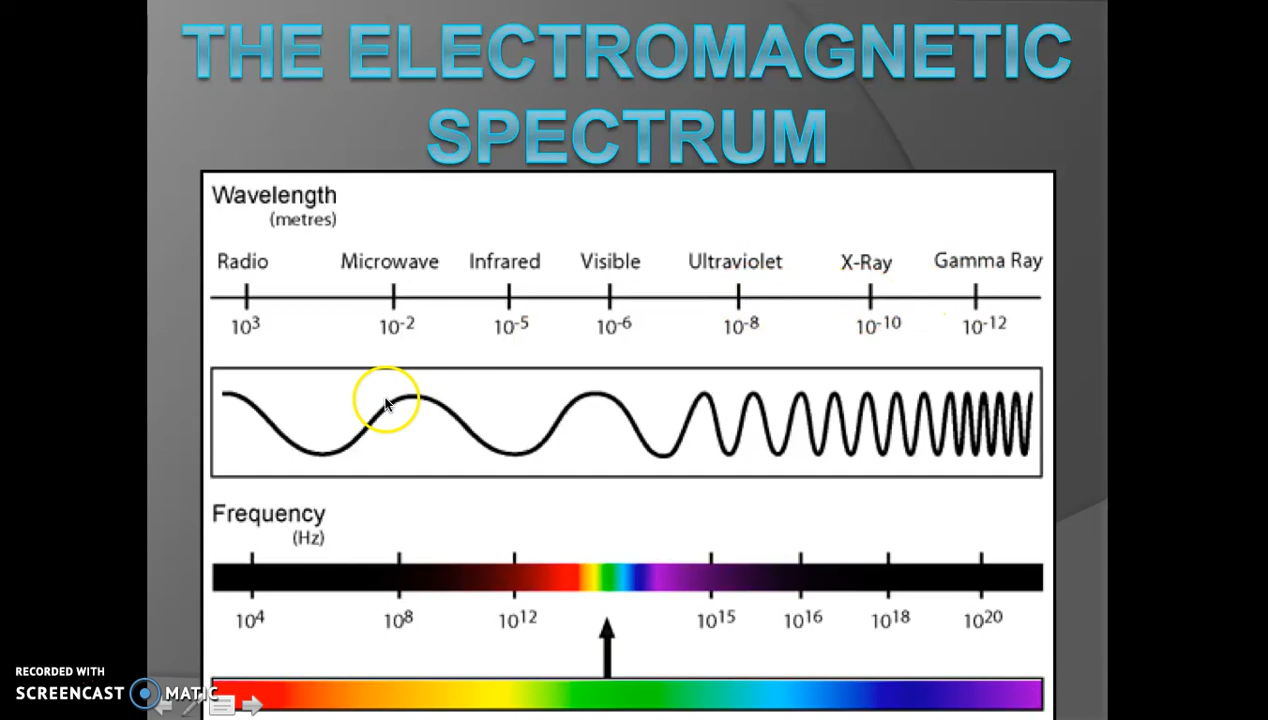 THE ELECTROMAGNETIC
SPECTRUM
Wavelength
(metres)
Radio Microwave Infrared Visible Ultraviolet X-Ray Gamma Ray
10³ 10⁻² 10⁻⁵ 10⁻⁶ 10⁻⁸ 10⁻¹⁰ 10⁻¹²
Frequency
(Hz)
10⁴ 10⁸ 10¹² 10¹⁵ 10¹⁶ 10¹⁸ 10²⁰
RECORDED WITH
SCREENCAST MATIC